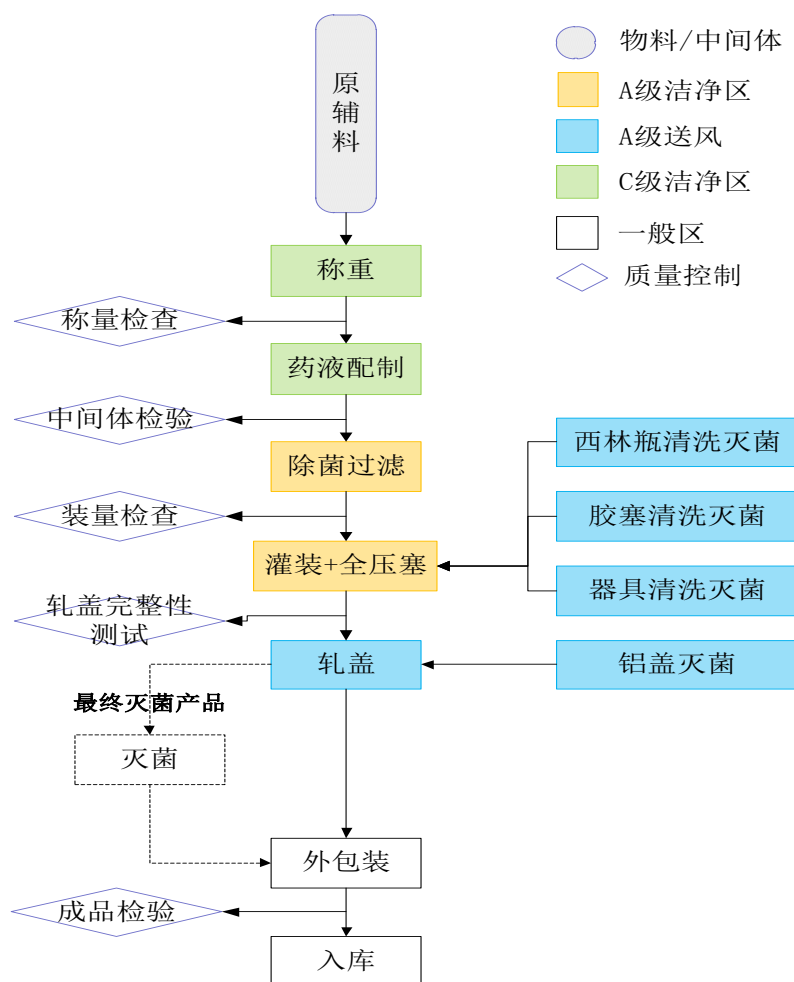 原
辅
料
物料/中间体
A级洁净区
A级送风
C级洁净区
一般区
质量控制
称重
称量检查
药液配制
中间体检验
除菌过滤
西林瓶清洗灭菌
装量检查
胶塞清洗灭菌
灌装+全压塞
器具清洗灭菌
轧盖完整性
测试
轧盖
铝盖灭菌
最终灭菌产品
灭菌
外包装
成品检验
入库